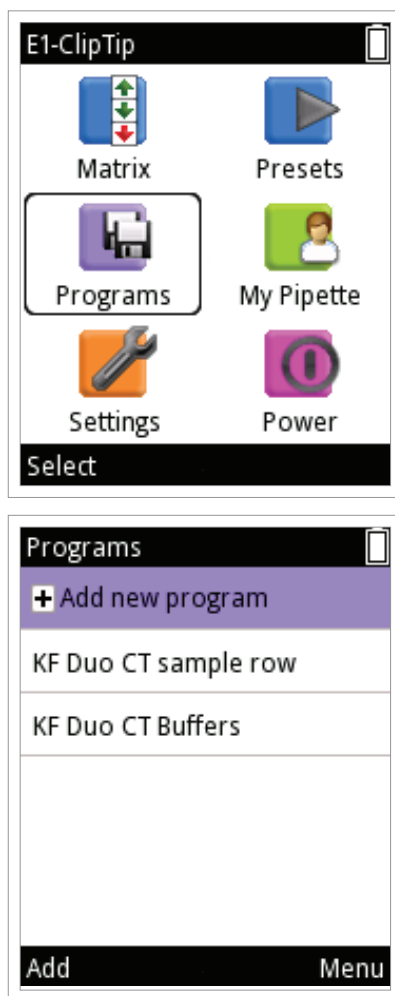 E1-ClipTip
Matrix Presets
Programs My Pipette
Settings Power
Select
Programs
Add new program
KF Duo CT sample row
KF Duo CT Buffers
Add Menu